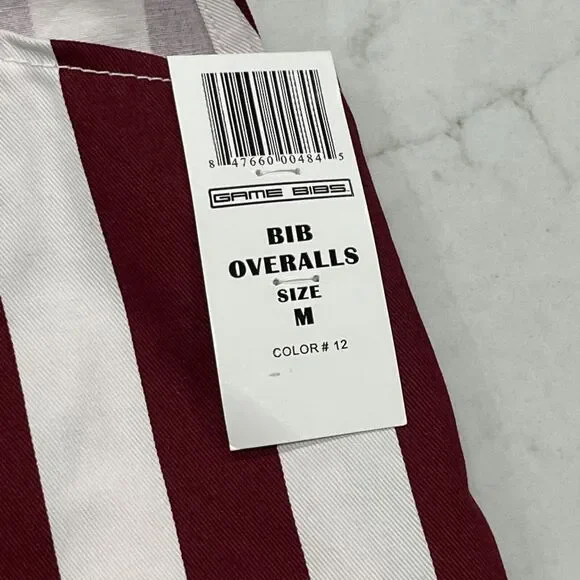 8 47660 00484 5
GAME BIBS.
BIB
OVERALLS
SIZE
M
COLOR # 12